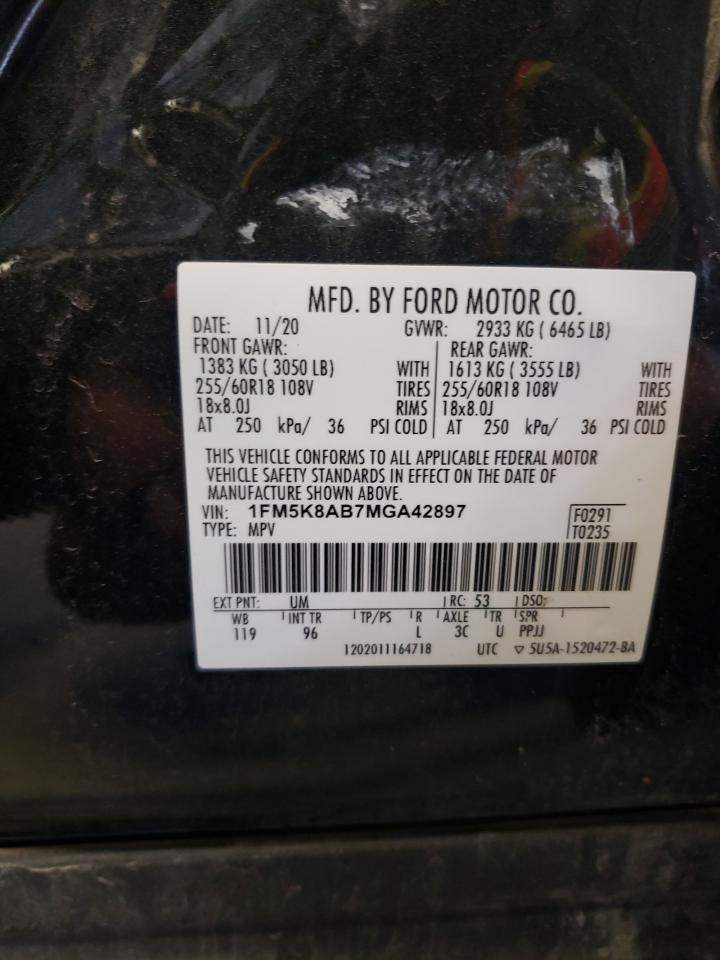 MFD. BY FORD MOTOR CO.
DATE: 11/20 GVWR: 2933 KG ( 6465 LB)
FRONT GAWR: REAR GAWR:
1383 KG ( 3050 LB) WITH 1613 KG ( 3555 LB) WITH
255/60R18 108V TIRES 255/60R18 108V TIRES
18x8.0J RIMS 18x8.0J RIMS
AT 250 kPa/ 36 PSI COLD AT 250 kPa/ 36 PSI COLD
THIS VEHICLE CONFORMS TO ALL APPLICABLE FEDERAL MOTOR
VEHICLE SAFETY STANDARDS IN EFFECT ON THE DATE OF
MANUFACTURE SHOWN ABOVE.
VIN: 1FM5K8AB7MGA42897 F0291
TYPE: MPV T0235
EXT PNT: UM RC: 53 DSO:
WB INT TR TP/PS R AXLE TR SPR
119 96 L 3C U PPJJ
1202011164718 UTC ▽ 5U5A-1520472-BA